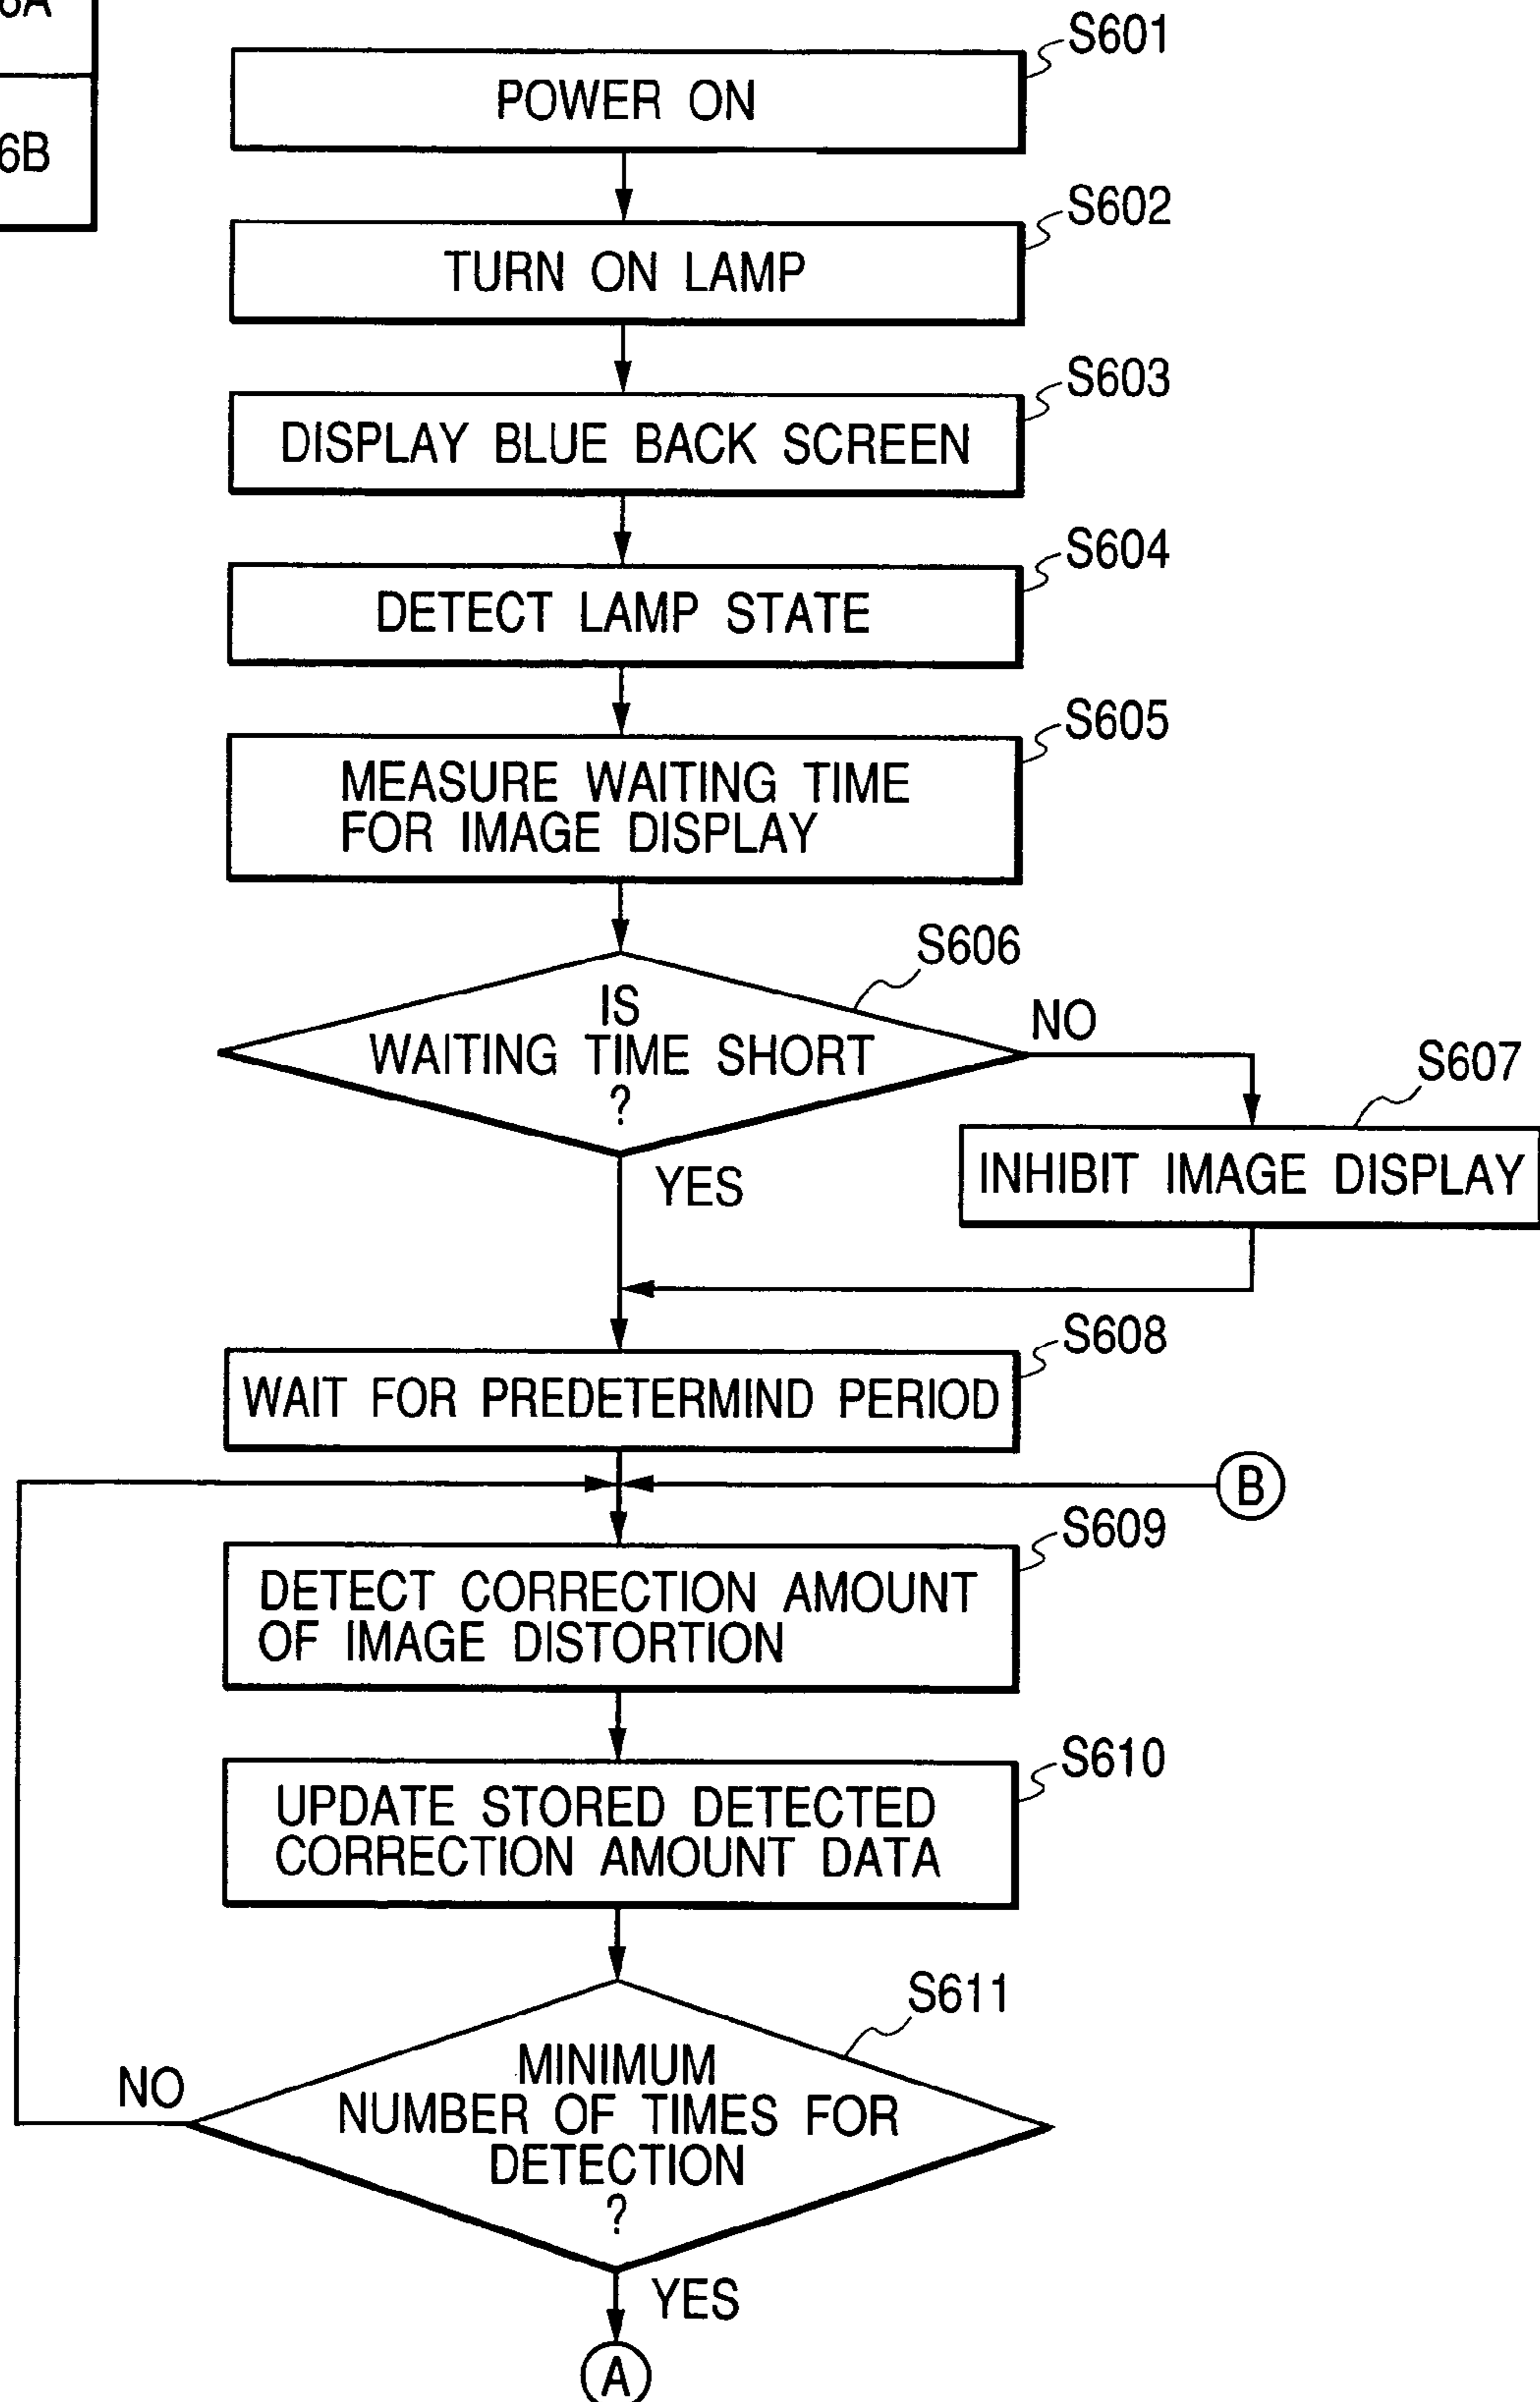 6A
6B
S601
POWER ON
S602
TURN ON LAMP
S603
DISPLAY BLUE BACK SCREEN
S604
DETECT LAMP STATE
S605
MEASURE WAITING TIME
FOR IMAGE DISPLAY
S606
IS
WAITING TIME SHORT
?
NO
S607
INHIBIT IMAGE DISPLAY
YES
S608
WAIT FOR PREDETERMIND PERIOD
B
S609
DETECT CORRECTION AMOUNT
OF IMAGE DISTORTION
S610
UPDATE STORED DETECTED
CORRECTION AMOUNT DATA
S611
MINIMUM
NUMBER OF TIMES FOR
DETECTION
?
NO
YES
A